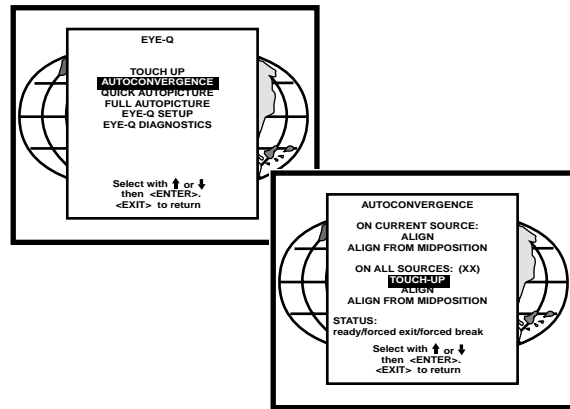 EYE-Q
TOUCH UP
AUTOCONVERGENCE
QUICK AUTOPICTURE
FULL AUTOPICTURE
EYE-Q SETUP
EYE-Q DIAGNOSTICS
Select with ⬆ or ⬇
then <ENTER>.
<EXIT> to return
AUTOCONVERGENCE
ON CURRENT SOURCE:
ALIGN
ALIGN FROM MIDPOSITION
ON ALL SOURCES: (XX)
TOUCH-UP
ALIGN
ALIGN FROM MIDPOSITION
STATUS:
ready/forced exit/forced break
Select with ⬆ or ⬇
then <ENTER>.
<EXIT> to return